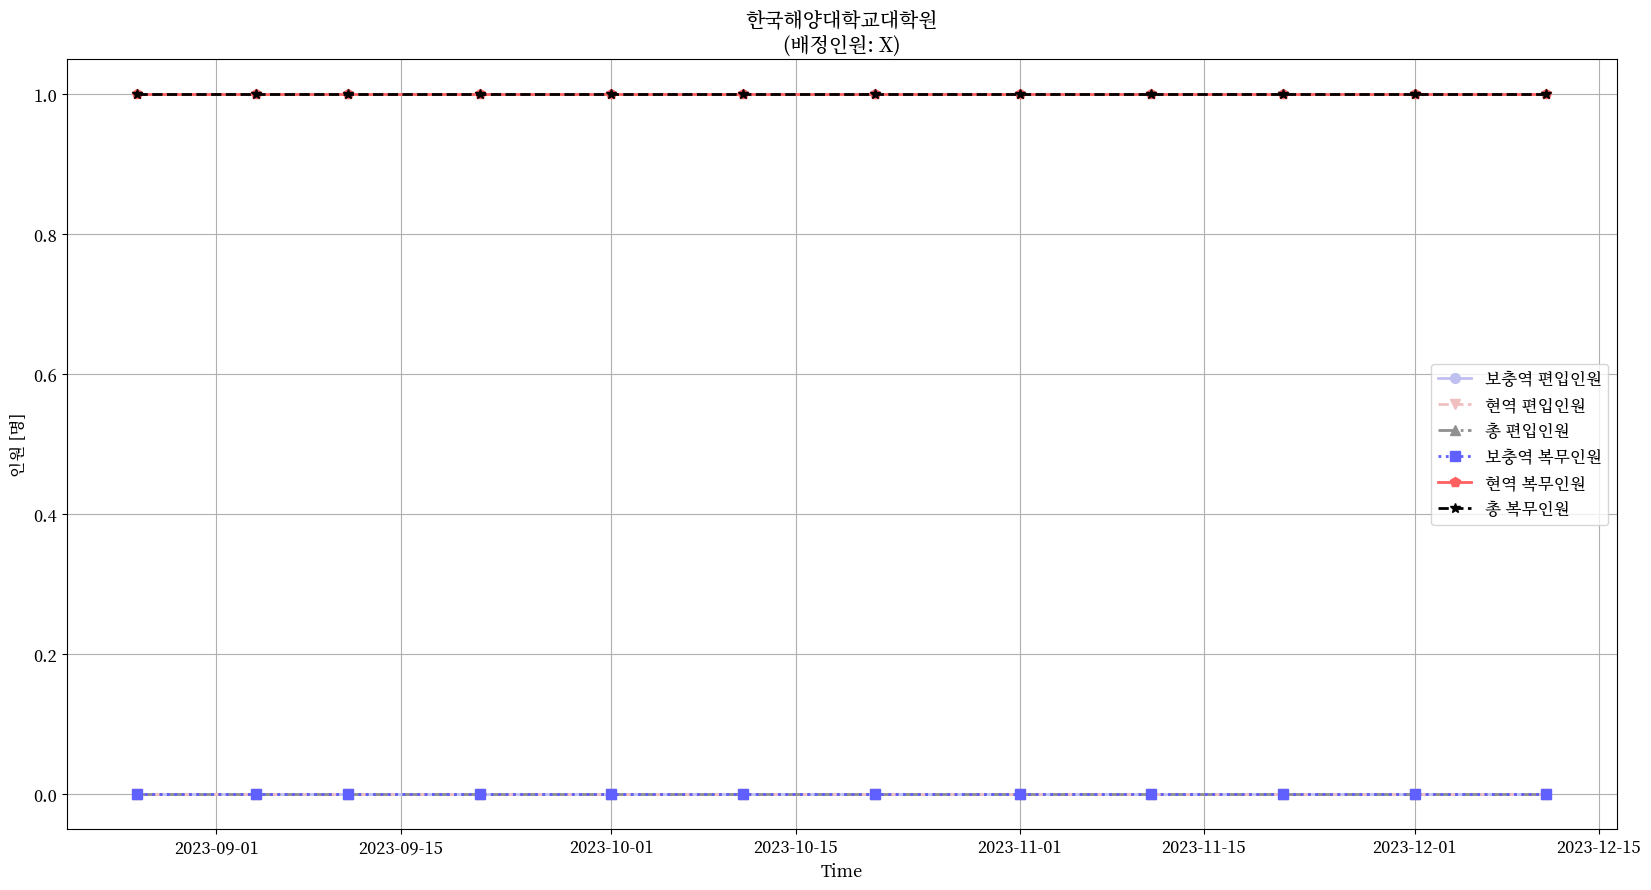 한국해양대학교대학원
(배정인원: X)
1.0
0.8
0.6
0.4
0.2
0.0
인원 [명]
보충역 편입인원
현역 편입인원
총 편입인원
보충역 복무인원
현역 복무인원
총 복무인원
2023-09-01
2023-09-15
2023-10-01
2023-10-15
2023-11-01
2023-11-15
2023-12-01
2023-12-15
Time